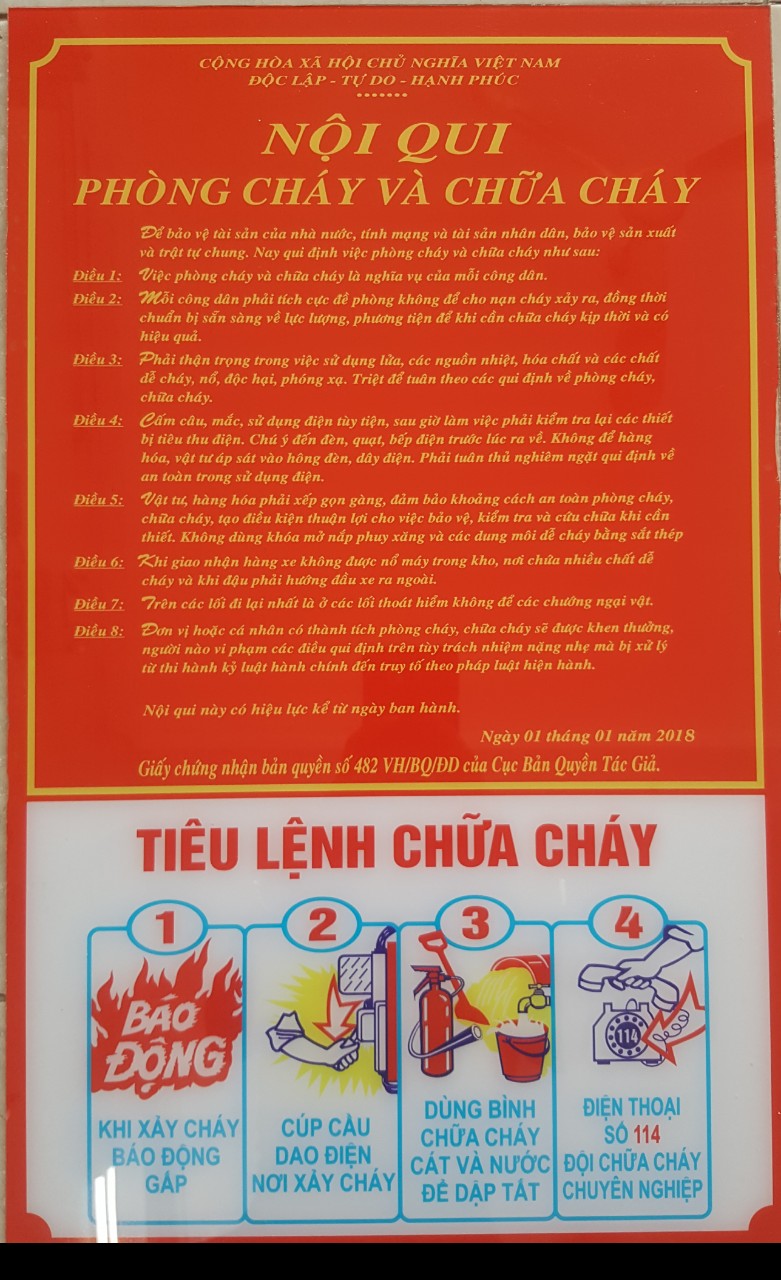 CỘNG HÒA XÃ HỘI CHỦ NGHĨA VIỆT NAM
ĐỘC LẬP - TỰ DO - HẠNH PHÚC
NỘI QUI
PHÒNG CHÁY VÀ CHỮA CHÁY
Để bảo vệ tài sản của nhà nước, tính mạng và tài sản nhân dân, bảo vệ sản xuất
và trật tự chung. Nay qui định việc phòng cháy và chữa cháy như sau:
Điều 1: Việc phòng cháy và chữa cháy là nghĩa vụ của mỗi công dân.
Điều 2: Mỗi công dân phải tích cực đề phòng không để cho nạn cháy xảy ra, đồng thời
chuẩn bị sẵn sàng về lực lượng, phương tiện để khi cần chữa cháy kịp thời và có
hiệu quả.
Điều 3: Phải thận trọng trong việc sử dụng lửa, các nguồn nhiệt, hóa chất và các chất
dễ cháy, nổ, độc hại, phóng xạ. Triệt để tuân theo các qui định về phòng cháy,
chữa cháy.
Điều 4: Cấm câu, mắc, sử dụng điện tùy tiện, sau giờ làm việc phải kiểm tra lại các thiết
bị tiêu thu điện. Chú ý đến đèn, quạt, bếp điện trước lúc ra về. Không để hàng
hóa, vật tư áp sát vào hông đèn, dây điện. Phải tuân thủ nghiêm ngặt qui định về
an toàn trong sử dụng điện.
Điều 5: Vật tư, hàng hóa phải xếp gọn gàng, đảm bảo khoảng cách an toàn phòng cháy,
chữa cháy, tạo điều kiện thuận lợi cho việc bảo vệ, kiểm tra và cứu chữa khi cần
thiết. Không dùng khóa mở nắp phuy xăng và các dung môi dễ cháy bằng sắt thép
Điều 6: Khi giao nhận hàng xe không được nổ máy trong kho, nơi chứa nhiều chất dễ
cháy và khi đậu phải hướng đầu xe ra ngoài.
Điều 7: Trên các lối đi lại nhất là ở các lối thoát hiểm không để các chướng ngại vật.
Điều 8: Đơn vị hoặc cá nhân có thành tích phòng cháy, chữa cháy sẽ được khen thưởng,
người nào vi phạm các điều qui định trên tùy trách nhiệm nặng nhẹ mà bị xử lý
từ thi hành kỷ luật hành chính đến truy tố theo pháp luật hiện hành.
Nội qui này có hiệu lực kể từ ngày ban hành.
Ngày 01 tháng 01 năm 2018
Giấy chứng nhận bản quyền số 482 VH/BQ/ĐD của Cục Bản Quyền Tác Giả.
TIÊU LỆNH CHỮA CHÁY
1
BÁO
ĐỘNG
KHI XẢY CHÁY
BÁO ĐỘNG
GẤP
2
CÚP CẦU
DAO ĐIỆN
NƠI XẢY CHÁY
3
DÙNG BÌNH
CHỮA CHÁY
CÁT VÀ NƯỚC
ĐỂ DẬP TẮT
4
114
ĐIỆN THOẠI
SỐ 114
ĐỘI CHỮA CHÁY
CHUYÊN NGHIỆP